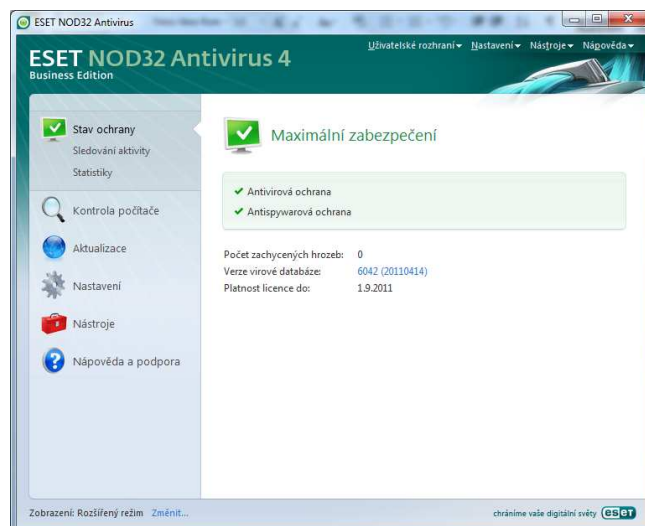 ESET NOD32 Antivirus
ESET NOD32 Antivirus 4
Business Edition
Uživatelské rozhraní Nastavení Nástroje Nápověda
Stav ochrany
Sledování aktivity
Statistiky
Kontrola počítače
Aktualizace
Nastavení
Nástroje
Nápověda a podpora
Maximální zabezpečení
Antivirová ochrana
Antispywarová ochrana
Počet zachycených hrozeb: 0
Verze virové databáze: 6042 (20110414)
Platnost licence do: 1.9.2011
Zobrazení: Rozšířený režim Změnit...
chráníme vaše digitální světy eseT